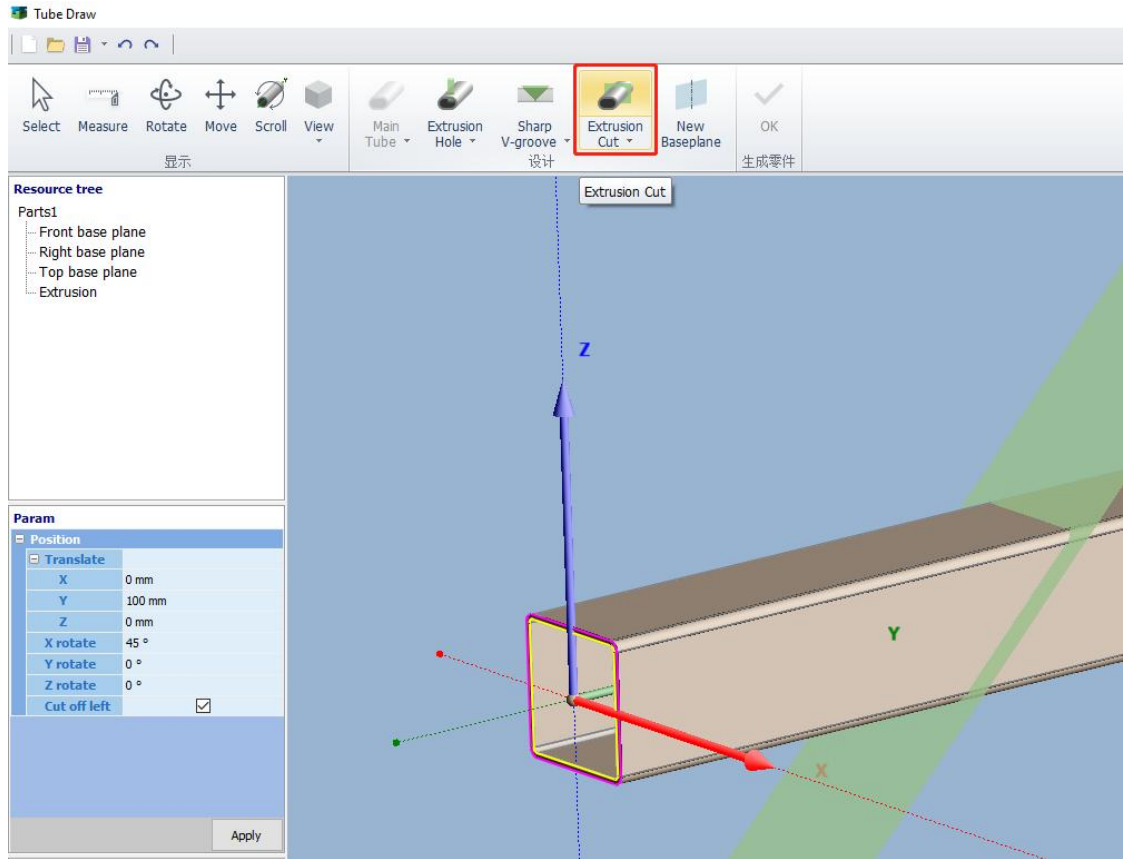 Tube Draw
Select
Measure
Rotate
Move
Scroll
View
Main
Tube
Extrusion
Hole
Sharp
V-groove
Extrusion
Cut
New
Baseplane
OK
显示
设计
生成零件
Extrusion Cut
Resource tree
Parts1
Front base plane
Right base plane
Top base plane
Extrusion
Param
Position
Translate
X 0 mm
Y 100 mm
Z 0 mm
X rotate 45 °
Y rotate 0 °
Z rotate 0 °
Cut off left
Apply
Z
Y
X